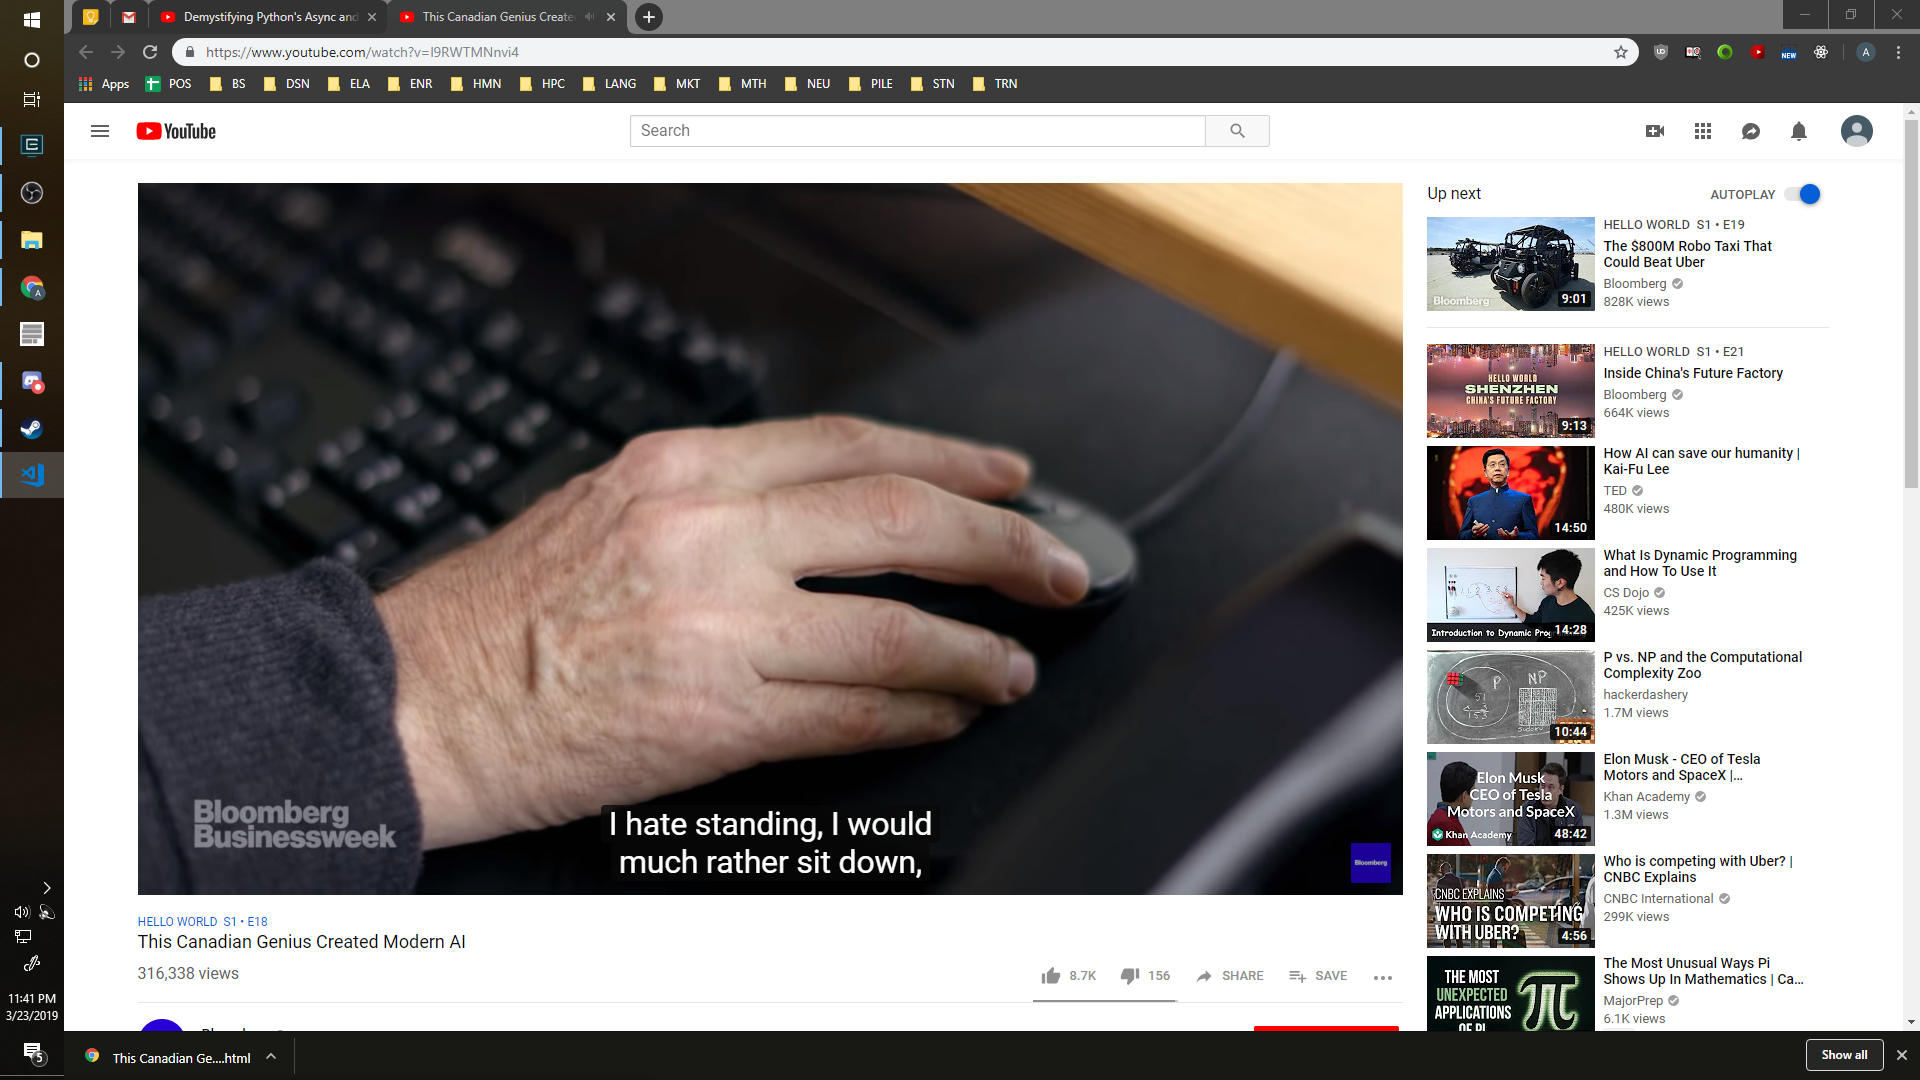 Demystifying Python's Async and
This Canadian Genius Create
https://www.youtube.com/watch?v=I9RWTMNnvi4
A
Apps
POS
BS
DSN
ELA
ENR
HMN
HPC
LANG
MKT
MTH
NEU
PILE
STN
TRN
YouTube
Search
Bloomberg
Businessweek
I hate standing, I would
much rather sit down,
Bloomberg
HELLO WORLD S1 • E18
This Canadian Genius Created Modern AI
316,338 views
8.7K
156
SHARE
SAVE
Up next
AUTOPLAY
Bloomberg
9:01
HELLO WORLD S1 • E19
The $800M Robo Taxi That
Could Beat Uber
Bloomberg
828K views
HELLO WORLD
SHENZHEN
CHINA'S FUTURE FACTORY
9:13
HELLO WORLD S1 • E21
Inside China's Future Factory
Bloomberg
664K views
14:50
How AI can save our humanity |
Kai-Fu Lee
TED
480K views
Introduction to Dynamic
14:28
What Is Dynamic Programming
and How To Use It
CS Dojo
425K views
P NP
10:44
P vs. NP and the Computational
Complexity Zoo
hackerdashery
1.7M views
Elon Musk
CEO of Tesla
Motors and SpaceX
Khan Academy
48:42
Elon Musk - CEO of Tesla
Motors and SpaceX |...
Khan Academy
1.3M views
CNBC EXPLAINS
WHO IS COMPETING
WITH UBER?
4:56
Who is competing with Uber? |
CNBC Explains
CNBC International
299K views
THE MOST
UNEXPECTED
APPLICATIONS
OF PI
The Most Unusual Ways Pi
Shows Up In Mathematics | Ca...
MajorPrep
6.1K views
11:41 PM
3/23/2019
5
This Canadian Ge....html
Show all